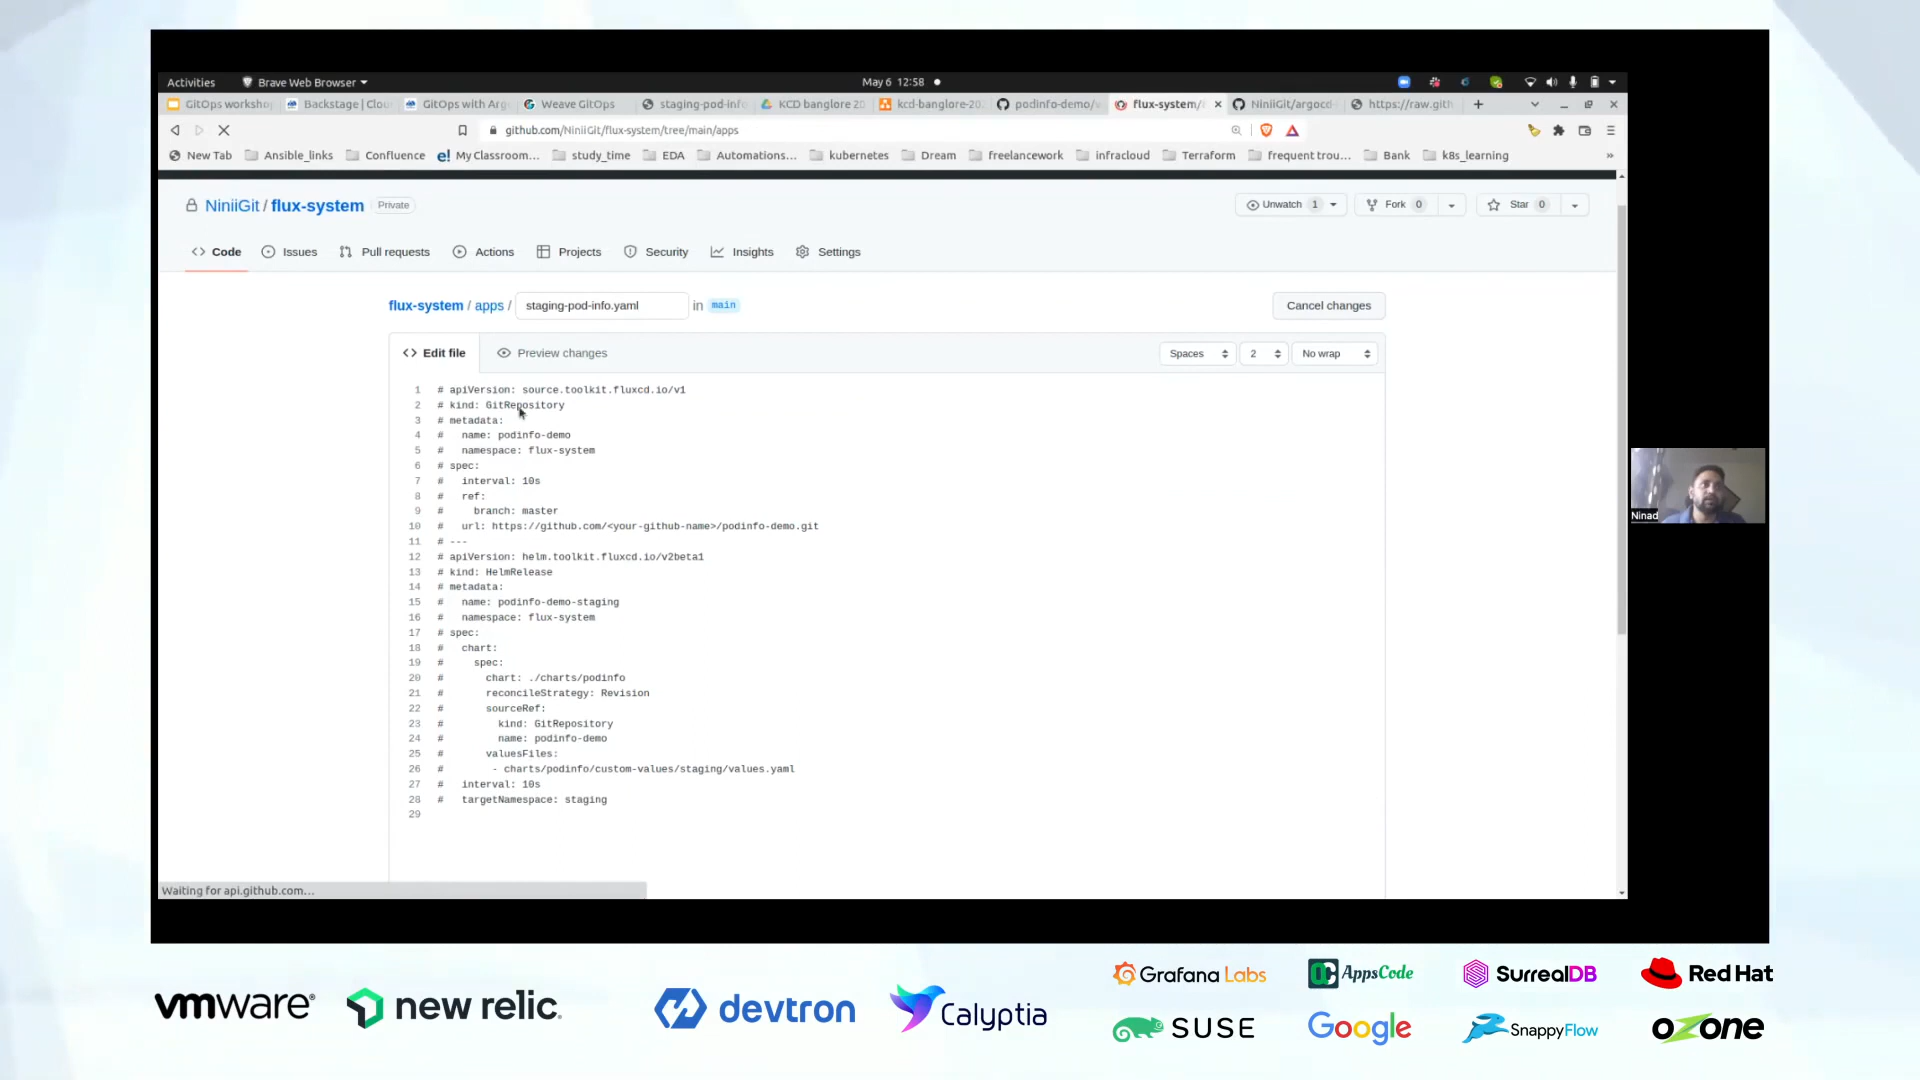 Activities
Brave Web Browser
May 6 12:58
GitOps workshop
Backstage | Clou
GitOps with Arg
Weave GitOps
staging-pod-info
KCD banglore 20
kcd-banglore-202
podinfo-demo/v
flux-system/
NiniiGit/argocd-
https://raw.gith
github.com/NiniiGit/flux-system/tree/main/apps
New Tab
Ansible_links
Confluence
e! My Classroom...
study_time
EDA
Automations...
kubernetes
Dream
freelancework
infracloud
Terraform
frequent trou...
Bank
k8s_learning
»
NiniiGit / flux-system Private
Unwatch 1
Fork 0
Star 0
Code
Issues
Pull requests
Actions
Projects
Security
Insights
Settings
flux-system / apps / staging-pod-info.yaml in main
Cancel changes
<> Edit file
Preview changes
Spaces
2
No wrap
1 # apiVersion: source.toolkit.fluxcd.io/v1
2 # kind: GitRepository
3 # metadata:
4 #   name: podinfo-demo
5 #   namespace: flux-system
6 # spec:
7 #   interval: 10s
8 #   ref:
9 #     branch: master
10 #   url: https://github.com/<your-github-name>/podinfo-demo.git
11 # ---
12 # apiVersion: helm.toolkit.fluxcd.io/v2beta1
13 # kind: HelmRelease
14 # metadata:
15 #   name: podinfo-demo-staging
16 #   namespace: flux-system
17 # spec:
18 #   chart:
19 #     spec:
20 #       chart: ./charts/podinfo
21 #       reconcileStrategy: Revision
22 #       sourceRef:
23 #         kind: GitRepository
24 #         name: podinfo-demo
25 #       valuesFiles:
26 #        - charts/podinfo/custom-values/staging/values.yaml
27 #   interval: 10s
28 #   targetNamespace: staging
29
Waiting for api.github.com...
Ninad
vmware®
new relic.
devtron
Calyptia
Grafana Labs
AppsCode
SurrealDB
Red Hat
SUSE
Google
SnappyFlow
ozone